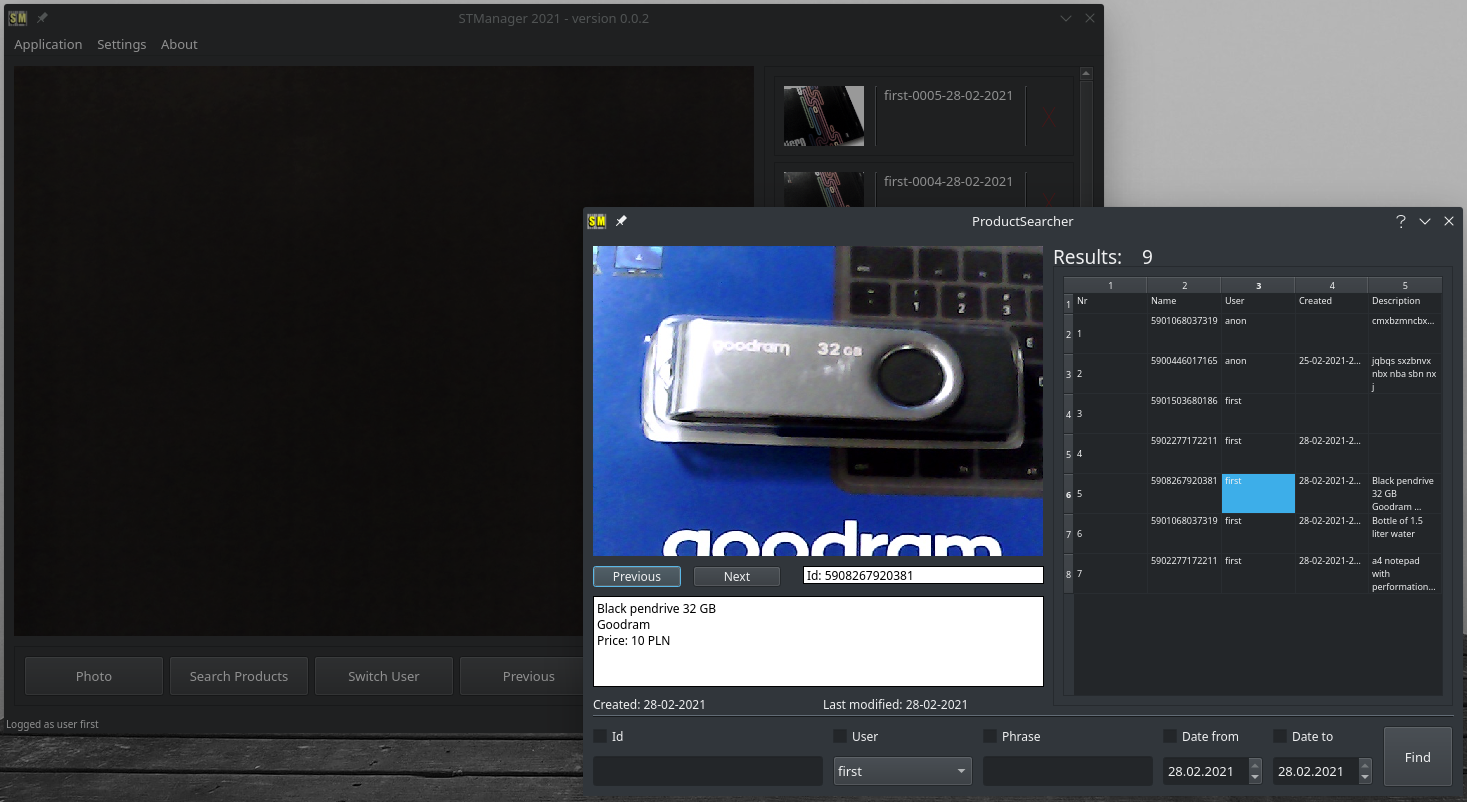 STManager 2021 - version 0.0.2
Application Settings About
first-0005-28-02-2021
X
first-0004-28-02-2021
Photo
Search Products
Switch User
Previous
Logged as user first
SM
ProductSearcher
goodram 32 GB
goodram
Previous
Next
Id: 5908267920381
Black pendrive 32 GB
Goodram
Price: 10 PLN
Created: 28-02-2021
Last modified: 28-02-2021
Results: 9
1 2 3 4 5
1 Nr Name User Created Description
2 1 5901068037319 anon cmxbzmncbx...
3 2 5900446017165 anon 25-02-2021-2... jqbqs sxzbnvx
nbx nba sbn nx
j
4 3 5901503680186 first
5 4 5902277172211 first 28-02-2021-2...
6 5 5908267920381 first 28-02-2021-2... Black pendrive
32 GB
Goodram ...
7 6 5901068037319 first 28-02-2021-2... Bottle of 1.5
liter water
8 7 5902277172211 first 28-02-2021-2... a4 notepad
with
performation...
Id
User
Phrase
Date from
Date to
first
28.02.2021
28.02.2021
Find